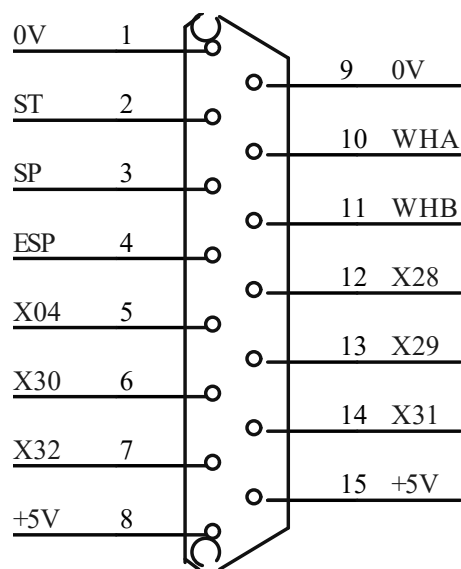 0V 1
9 0V
ST 2
10 WHA
SP 3
11 WHB
ESP 4
12 X28
X04 5
13 X29
X30 6
14 X31
X32 7
15 +5V
+5V 8